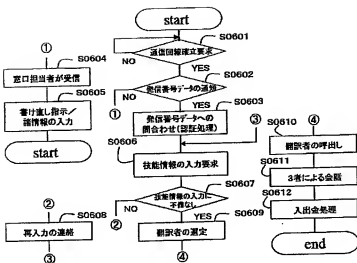 start
S0601
通信回線確立要求
NO
YES
S0602
発信番号データの通知
①
YES
S0603
発信番号データへの
問合わせ(認証処理)
③
S0606
技能情報の入力要求
S0607
技能情報の入力に
不備なし
NO
②
YES
S0609
翻訳者の選定
④
①
S0604
窓口担当者が受信
S0605
書き直し指示/
諸情報の入力
start
②
S0608
再入力の連絡
③
④
S0610
翻訳者の呼出し
S0611
3者による会話
S0612
入出金処理
end